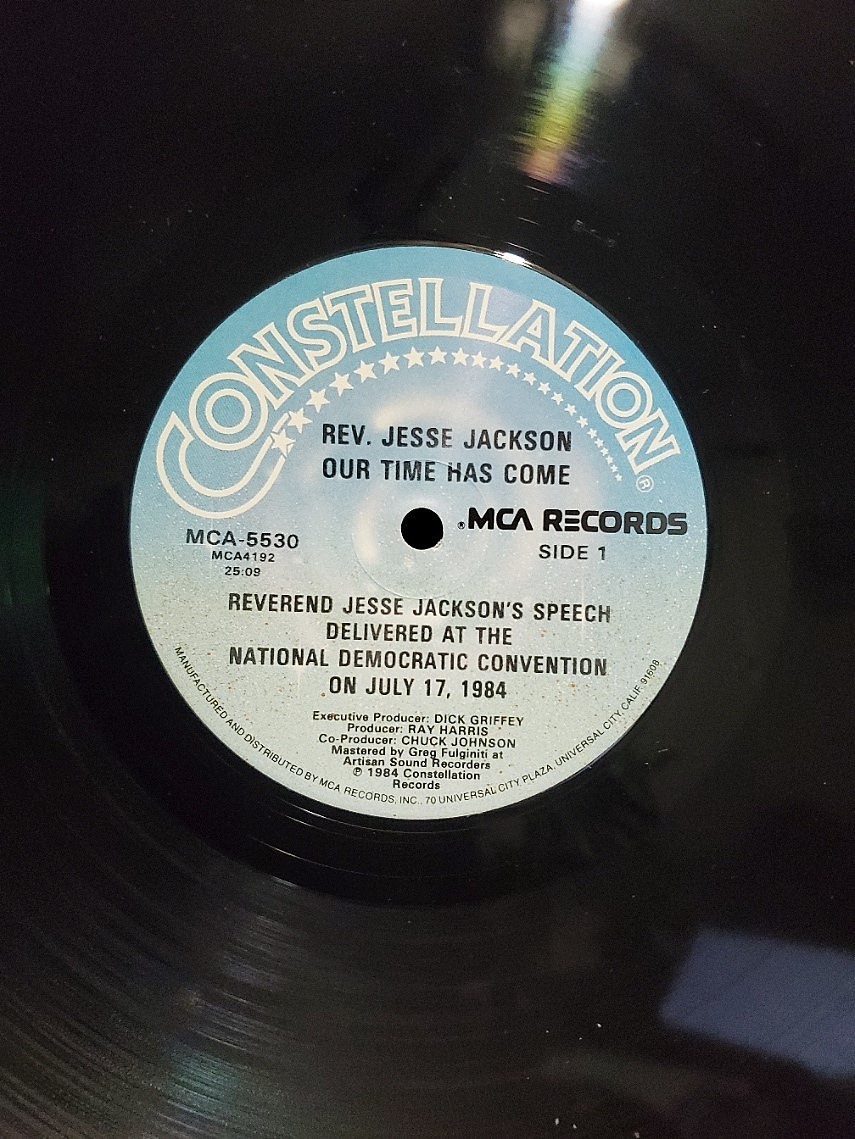 CONSTELLATION®
REV. JESSE JACKSON
OUR TIME HAS COME
®MCA RECORDS
MCA-5530
MCA4192
25:09
SIDE 1
REVEREND JESSE JACKSON'S SPEECH
DELIVERED AT THE
NATIONAL DEMOCRATIC CONVENTION
ON JULY 17, 1984
Executive Producer: DICK GRIFFEY
Producer: RAY HARRIS
Co-Producer: CHUCK JOHNSON
Mastered by Greg Fulginiti at
Artisan Sound Recorders
℗ 1984 Constellation
Records
MANUFACTURED AND DISTRIBUTED BY MCA RECORDS, INC., 70 UNIVERSAL CITY PLAZA, UNIVERSAL CITY, CALIF. 91608